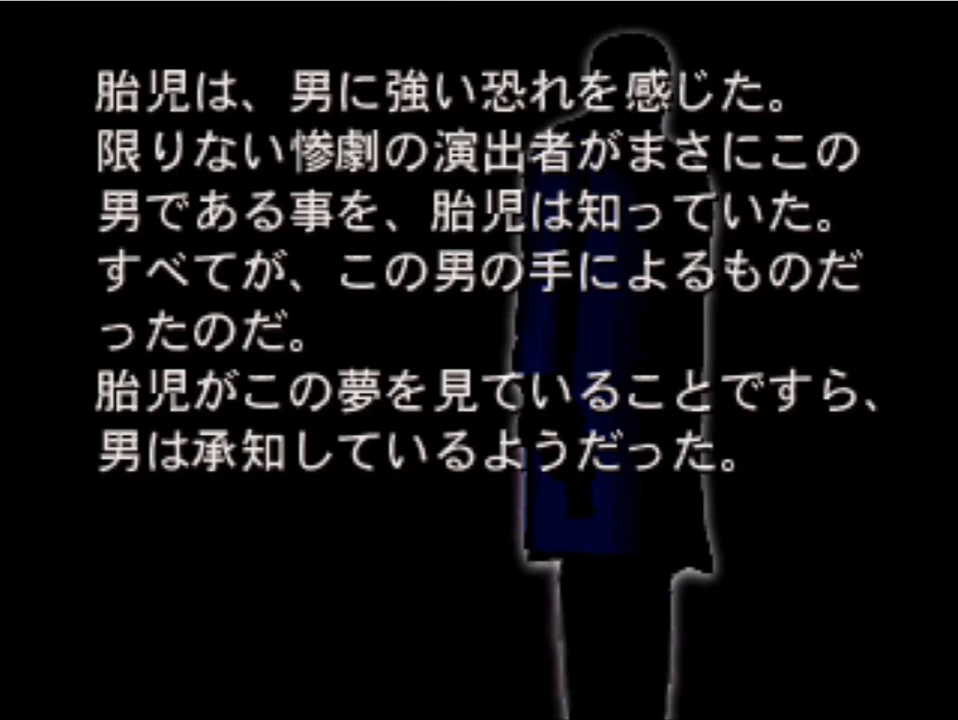 胎児は、男に強い恐れを感じた。
限りない惨劇の演出者がまさにこの
男である事を、胎児は知っていた。
すべてが、この男の手によるものだ
ったのだ。
胎児がこの夢を見ていることですら、
男は承知しているようだった。